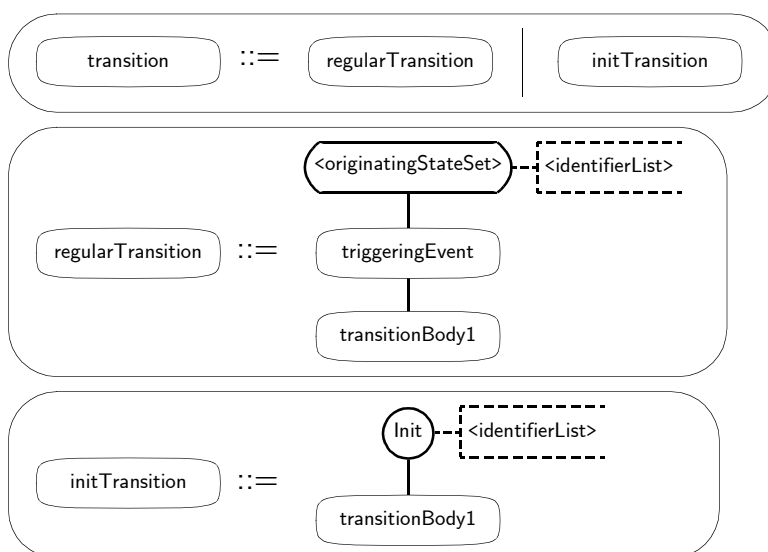 transition ::= regularTransition | initTransition
<originatingStateSet> <identifierList>
regularTransition ::= triggeringEvent
transitionBody1
Init <identifierList>
initTransition ::=
transitionBody1